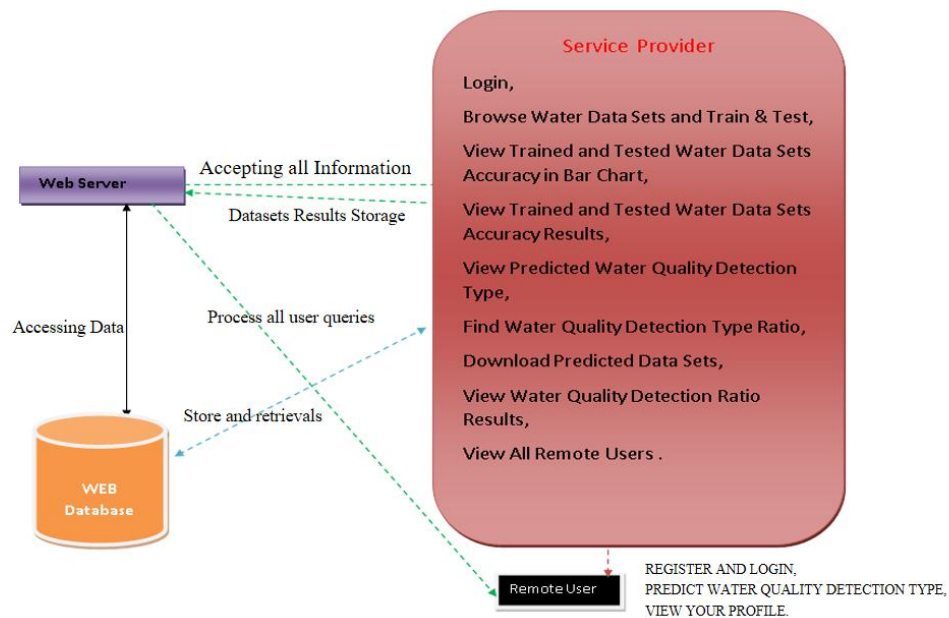 Service Provider
Login,
Browse Water Data Sets and Train & Test,
View Trained and Tested Water Data Sets
Accuracy in Bar Chart,
View Trained and Tested Water Data Sets
Accuracy Results,
View Predicted Water Quality Detection
Type,
Find Water Quality Detection Type Ratio,
Download Predicted Data Sets,
View Water Quality Detection Ratio
Results,
View All Remote Users .
Web Server
Accepting all Information
Datasets Results Storage
Accessing Data
Process all user queries
Store and retrievals
WEB
Database
Remote User
REGISTER AND LOGIN,
PREDICT WATER QUALITY DETECTION TYPE,
VIEW YOUR PROFILE.